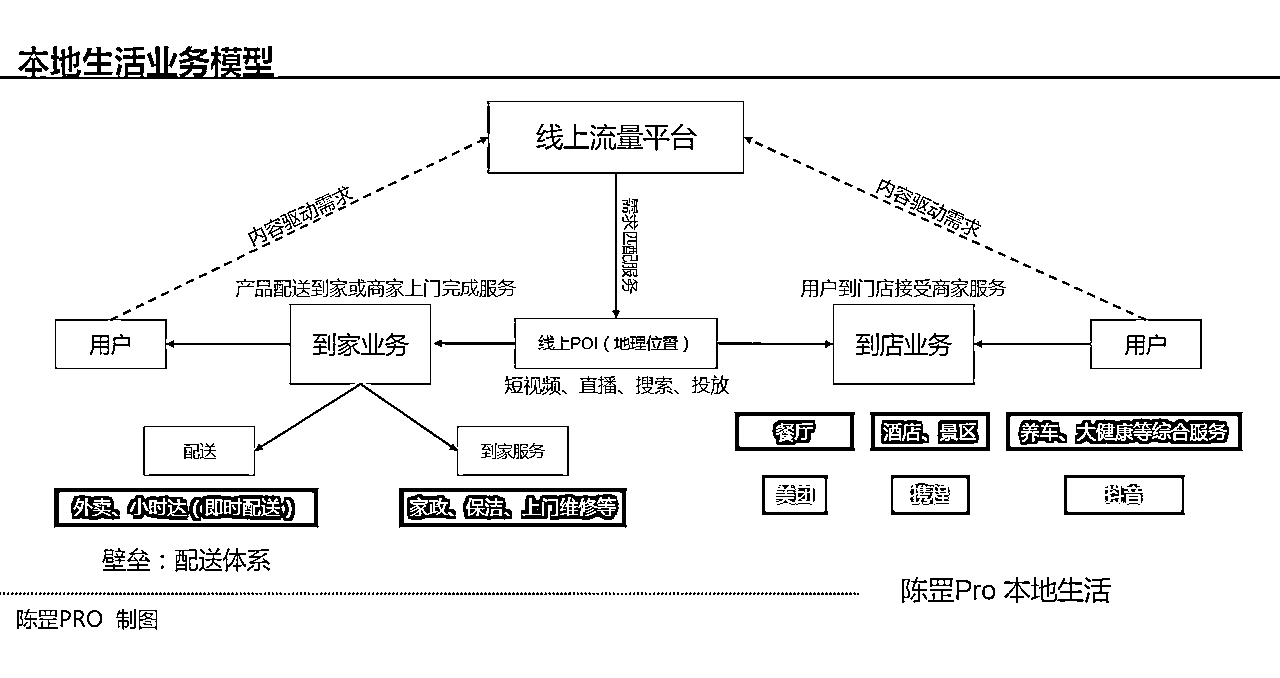 本地生活业务模型
线上流量平台
内容驱动需求
内容驱动需求
需求匹配服务
产品配送到家或商家上门完成服务
用户到门店接受商家服务
用户
到家业务
线上POI（地理位置）
到店业务
用户
短视频、直播、搜索、投放
餐厅
酒店、景区
养车、大健康等综合服务
配送
到家服务
美团
携程
抖音
外卖、小时达（即时配送）
家政、保洁、上门维修等
壁垒：配送体系
陈罡Pro 本地生活
陈罡PRO 制图